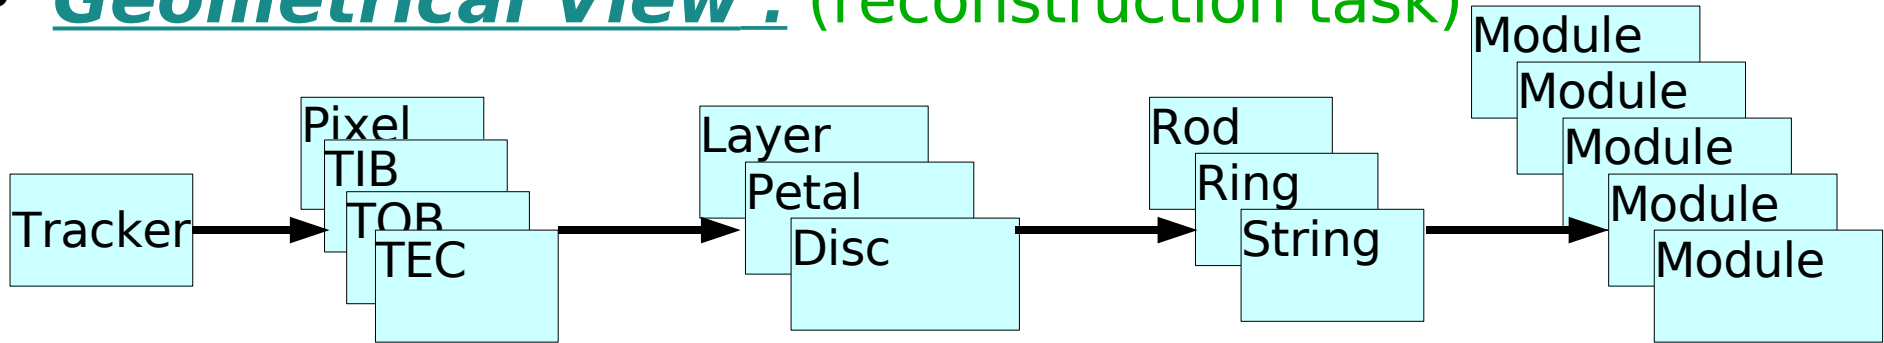 • Geometrical View : (reconstruction task)
Tracker
Pixel
TIB
TOB
TEC
Layer
Petal
Disc
Rod
Ring
String
Module
Module
Module
Module
Module